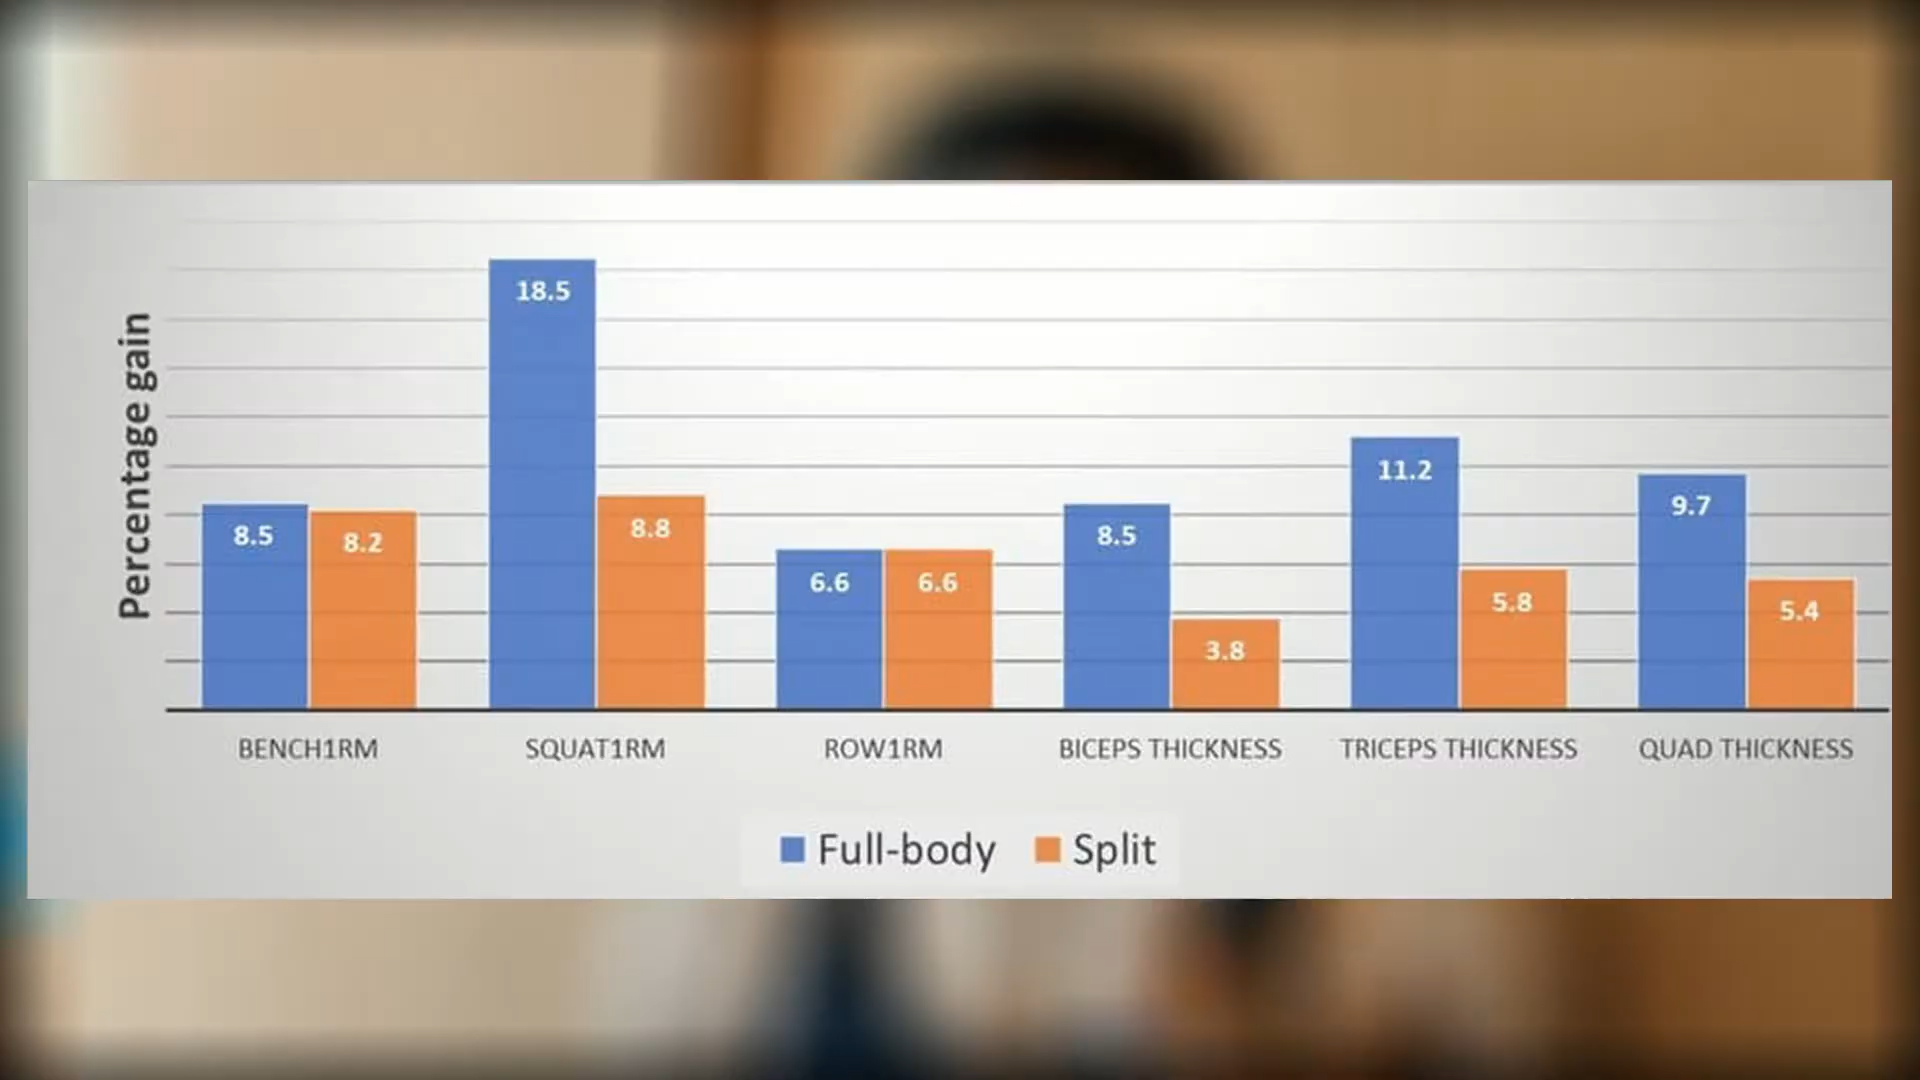 Percentage gain
18.5
11.2
9.7
8.5
8.2
8.8
6.6
6.6
8.5
3.8
5.8
5.4
BENCH1RM
SQUAT1RM
ROW1RM
BICEPS THICKNESS
TRICEPS THICKNESS
QUAD THICKNESS
Full-body
Split